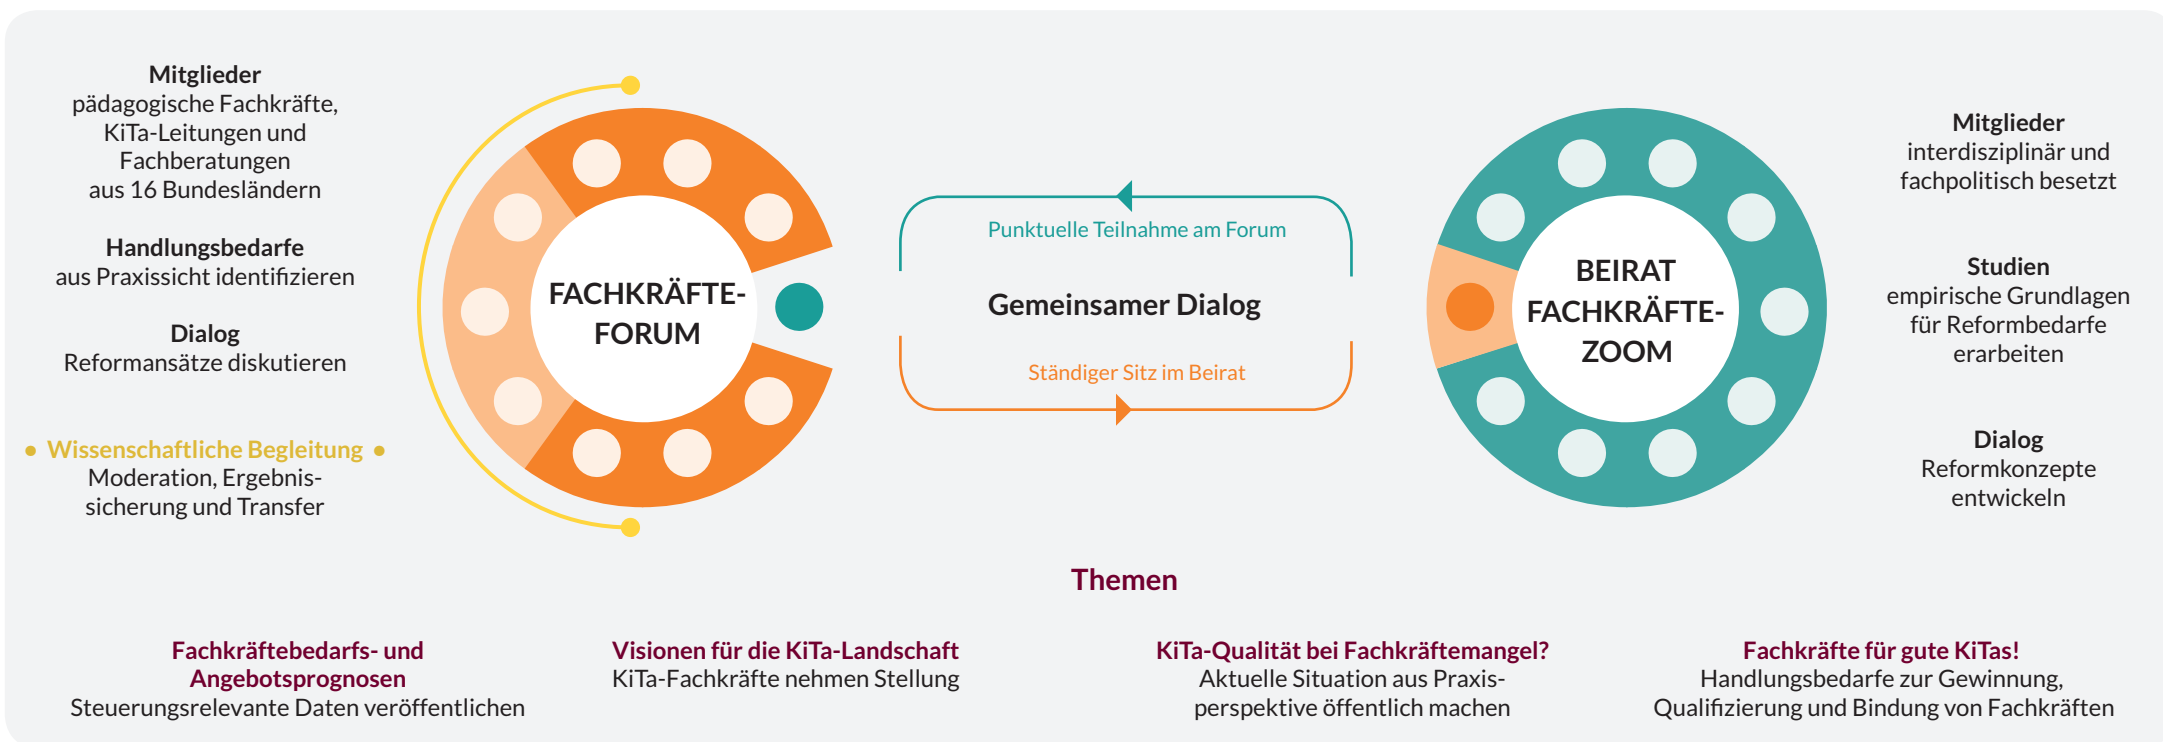 Mitglieder
pädagogische Fachkräfte,
KiTa-Leitungen und
Fachberatungen
aus 16 Bundesländern
Handlungsbedarfe
aus Praxissicht identifizieren
Dialog
Reformansätze diskutieren
• Wissenschaftliche Begleitung •
Moderation, Ergebnis-
sicherung und Transfer
FACHKRÄFTE-
FORUM
Punktuelle Teilnahme am Forum
Gemeinsamer Dialog
Ständiger Sitz im Beirat
BEIRAT
FACHKRÄFTE-
ZOOM
Mitglieder
interdisziplinär und
fachpolitisch besetzt
Studien
empirische Grundlagen
für Reformbedarfe
erarbeiten
Dialog
Reformkonzepte
entwickeln
Themen
Fachkräftebedarfs- und
Angebotsprognosen
Steuerungsrelevante Daten veröffentlichen
Visionen für die KiTa-Landschaft
KiTa-Fachkräfte nehmen Stellung
KiTa-Qualität bei Fachkräftemangel?
Aktuelle Situation aus Praxis-
perspektive öffentlich machen
Fachkräfte für gute KiTas!
Handlungsbedarfe zur Gewinnung,
Qualifizierung und Bindung von Fachkräften